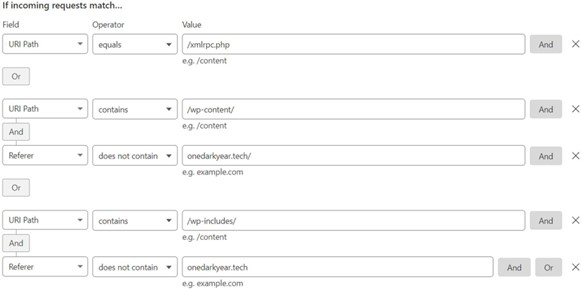 If incoming requests match...
Field Operator Value
URI Path equals /xmlrpc.php And
e.g. /content
Or
URI Path contains /wp-content/ And
e.g. /content
And
Referer does not contain onedarkyear.tech/ And
e.g. example.com
Or
URI Path contains /wp-includes/ And
e.g. /content
And
Referer does not contain onedarkyear.tech And Or
e.g. example.com